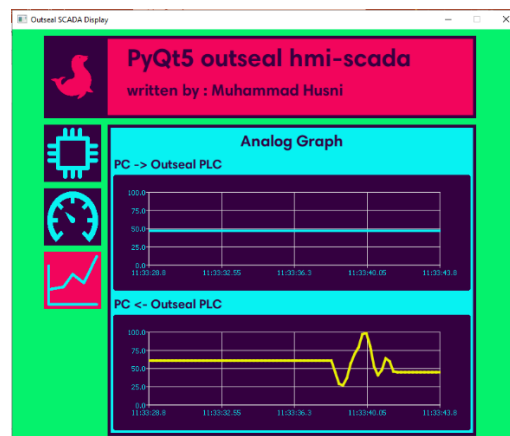 Outseal SCADA Display
PyQt5 outseal hmi-scada
written by : Muhammad Husni
Analog Graph
PC -> Outseal PLC
100.0
75.0
50.0
25.0
0.0
11:33:28.8 11:33:32.55 11:33:36.3 11:33:40.05 11:33:43.8
PC <- Outseal PLC
100.0
75.0
50.0
25.0
0.0
11:33:28.8 11:33:32.55 11:33:36.3 11:33:40.05 11:33:43.8